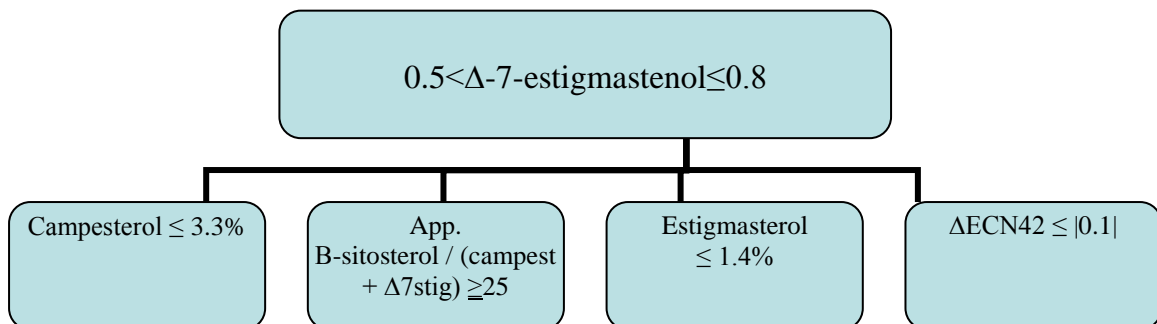 0.5<Δ-7-estigmastenol≤0.8
Campesterol ≤ 3.3%
App.
B-sitosterol / (campest
+ Δ7stig) ≥25
Estigmasterol
≤ 1.4%
ΔECN42 ≤ |0.1|